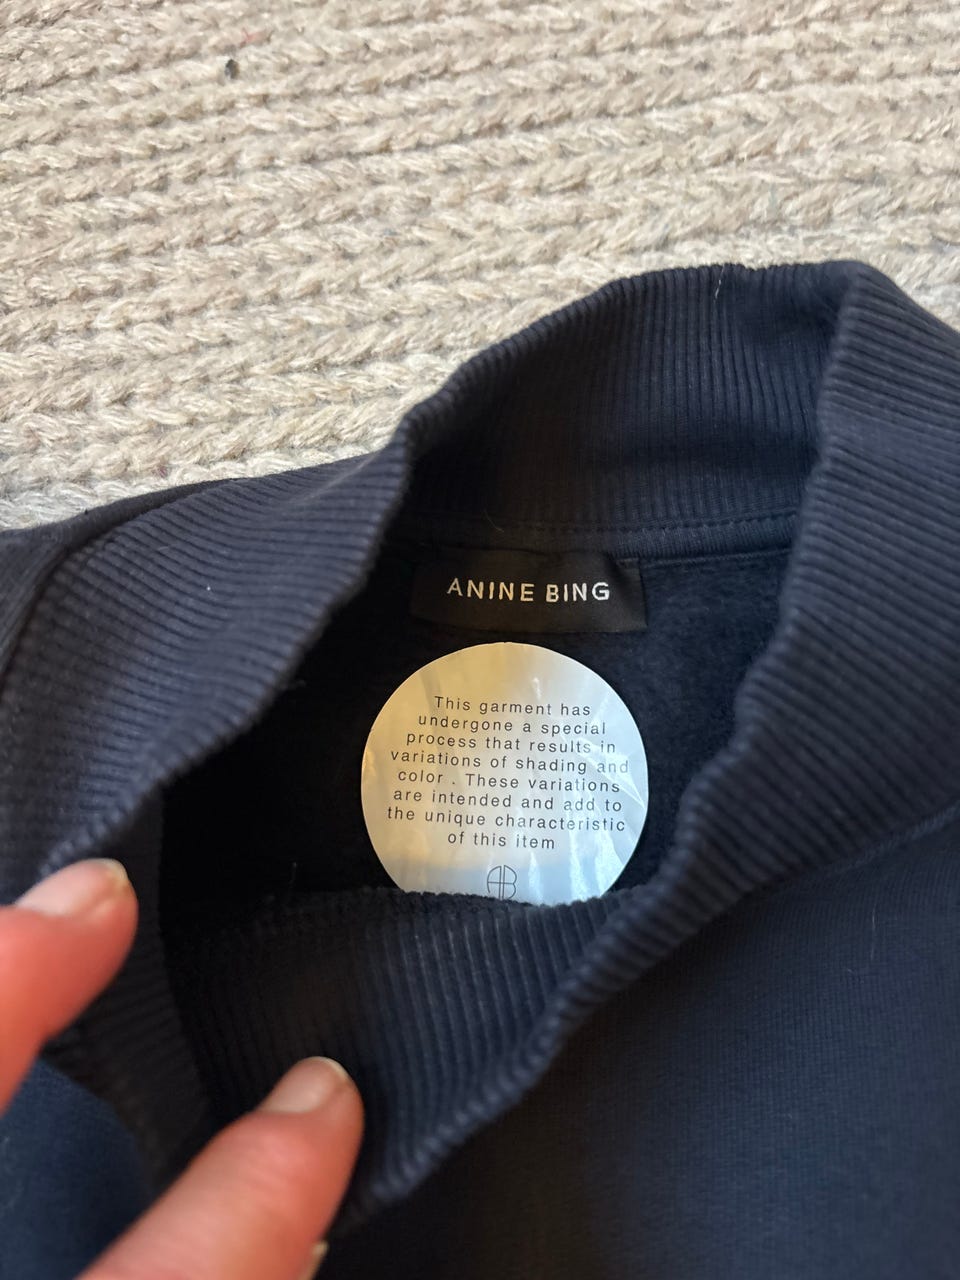 ANINE BING
This garment has
undergone a special
process that results in
variations of shading and
color . These variations
are intended and add to
the unique characteristic
of this item
AB